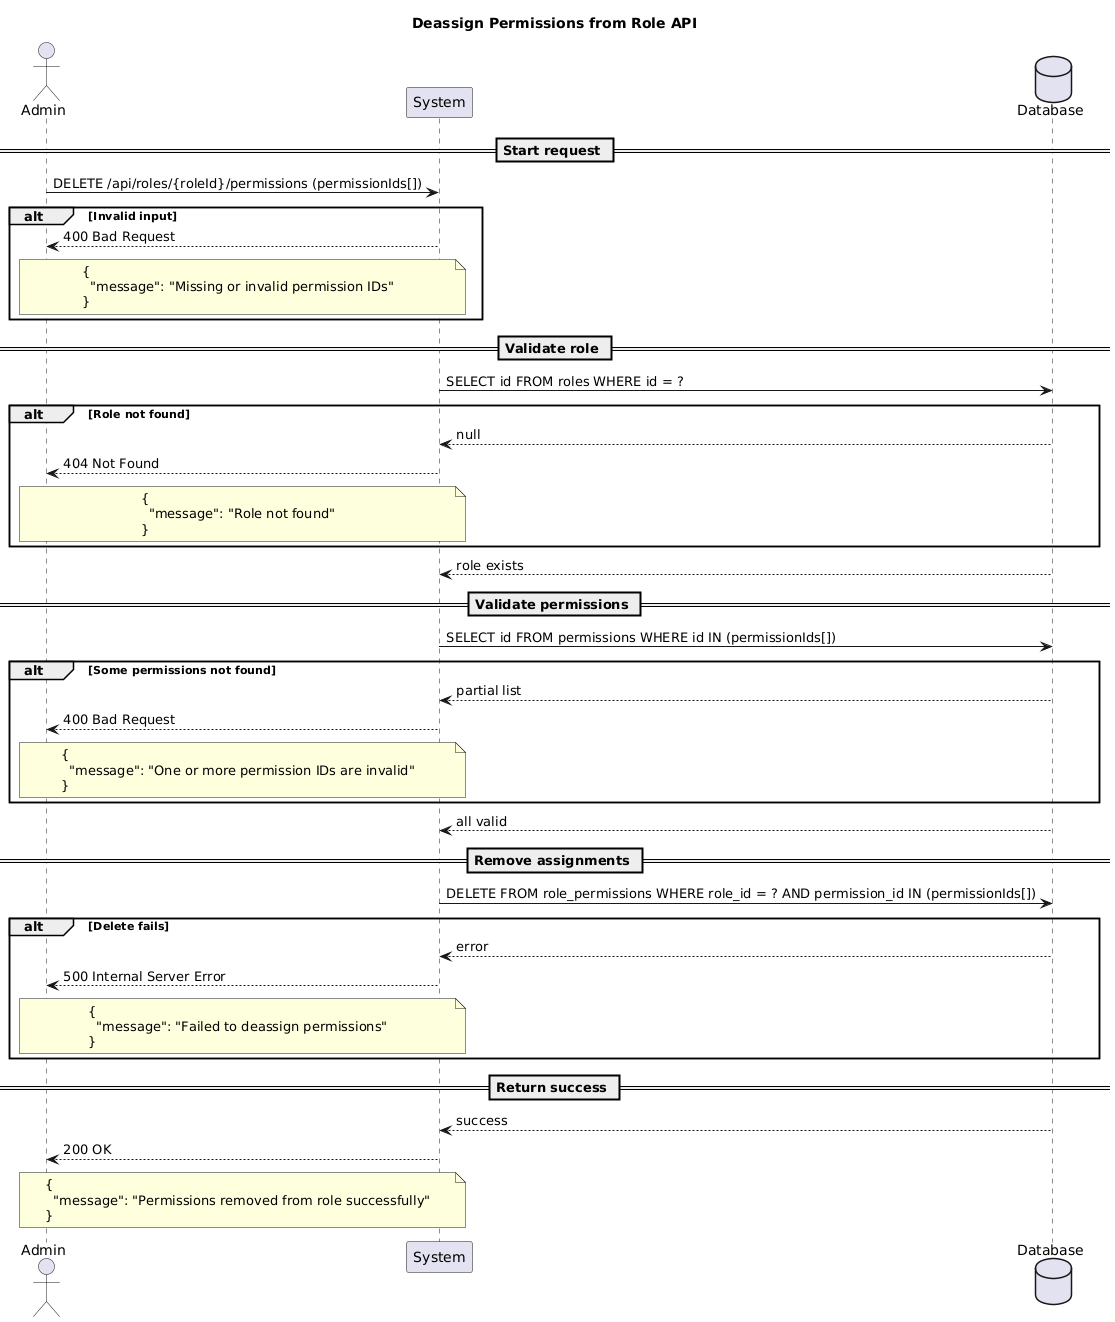 Deassign Permissions from Role API
Admin
System
Database
Start request
DELETE /api/roles/{roleId}/permissions (permissionIds[])
alt [Invalid input]
400 Bad Request
{
"message": "Missing or invalid permission IDs"
}
Validate role
SELECT id FROM roles WHERE id = ?
alt [Role not found]
null
404 Not Found
{
"message": "Role not found"
}
role exists
Validate permissions
SELECT id FROM permissions WHERE id IN (permissionIds[])
alt [Some permissions not found]
partial list
400 Bad Request
{
"message": "One or more permission IDs are invalid"
}
all valid
Remove assignments
DELETE FROM role_permissions WHERE role_id = ? AND permission_id IN (permissionIds[])
alt [Delete fails]
error
500 Internal Server Error
{
"message": "Failed to deassign permissions"
}
Return success
success
200 OK
{
"message": "Permissions removed from role successfully"
}
Admin
System
Database